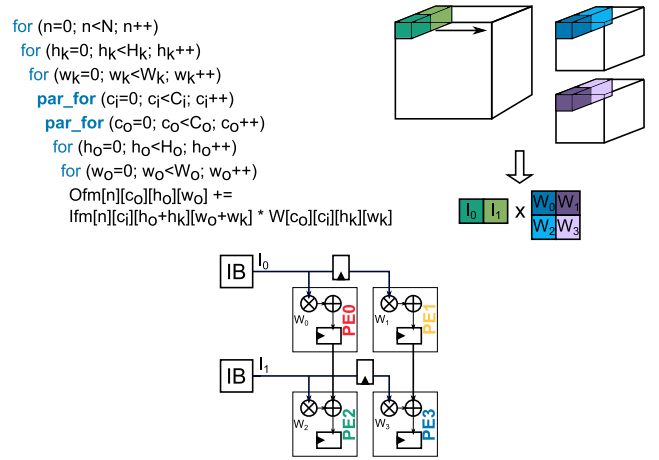 for (n=0; n<N; n++)
for (hk=0; hk<Hk; hk++)
for (wk=0; wk<Wk; wk++)
par_for (ci=0; ci<Ci; ci++)
par_for (co=0; co<Co; co++)
for (ho=0; ho<Ho; ho++)
for (wo=0; wo<Wo; wo++)
Ofm[n][co][ho][wo] +=
Ifm[n][ci][ho+hk][wo+wk] * W[co][ci][hk][wk]
I0 I1 x W0 W1
W2 W3
IB I0
W0 PE0 W1 PE1
IB I1
W2 PE2 W3 PE3